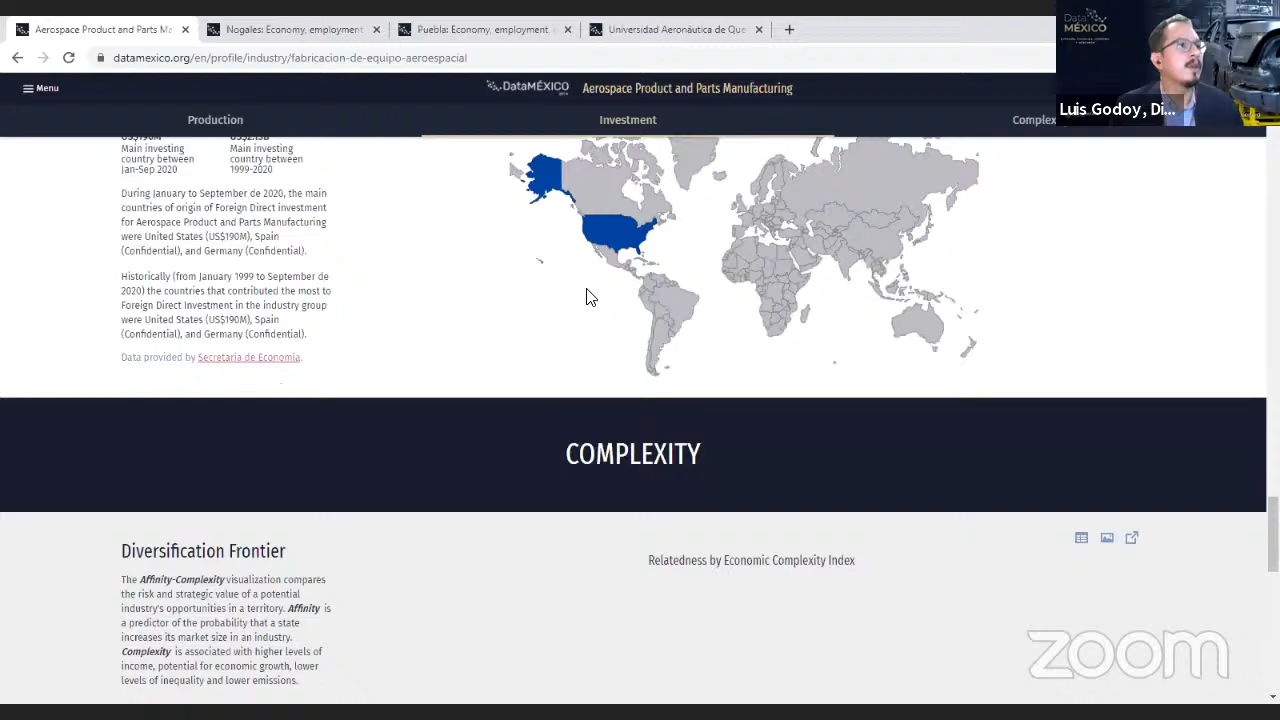 Aerospace Product and Parts Ma
Nogales: Economy, employmen
Puebla: Economy, employment,
Universidad Aeronáutica de Que
datamexico.org/en/profile/industry/fabricacion-de-equipo-aeroespacial
Data
MÉXICO
Luis Godoy, Di...
Menu
DataMÉXICO
Aerospace Product and Parts Manufacturing
Production
Investment
Complex
US$190M
Main investing
country between
Jan-Sep 2020
Main investing
country between
1999-2020
During January to September de 2020, the main
countries of origin of Foreign Direct investment
for Aerospace Product and Parts Manufacturing
were United States (US$190M), Spain
(Confidential), and Germany (Confidential).
Historically (from January 1999 to September de
2020) the countries that contributed the most to
Foreign Direct Investment in the industry group
were United States (US$190M), Spain
(Confidential), and Germany (Confidential).
Data provided by Secretaría de Economía.
COMPLEXITY
Diversification Frontier
The Affinity-Complexity visualization compares
the risk and strategic value of a potential
industry's opportunities in a territory. Affinity is
a predictor of the probability that a state
increases its market size in an industry.
Complexity is associated with higher levels of
income, potential for economic growth, lower
levels of inequality and lower emissions.
Relatedness by Economic Complexity Index
zoom